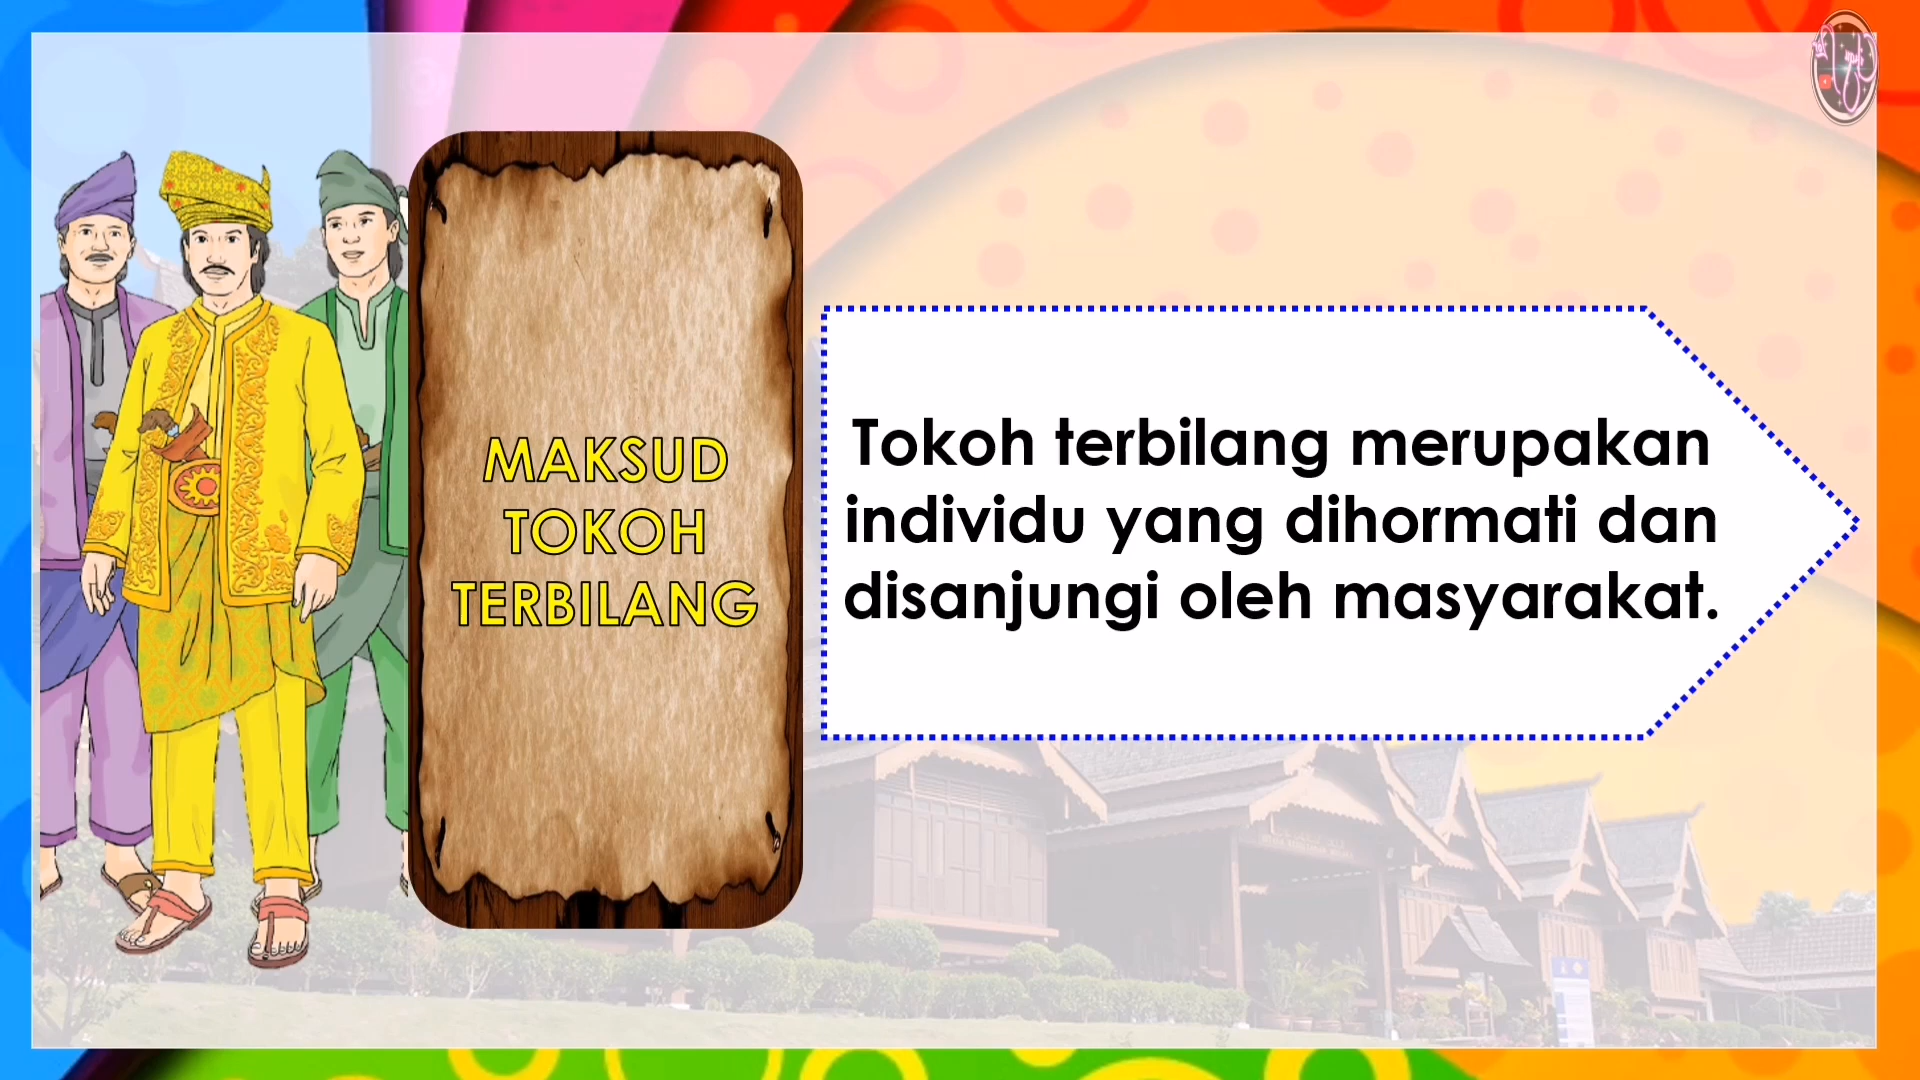 MAKSUD
TOKOH
TERBILANG
Tokoh terbilang merupakan
individu yang dihormati dan
disanjungi oleh masyarakat.